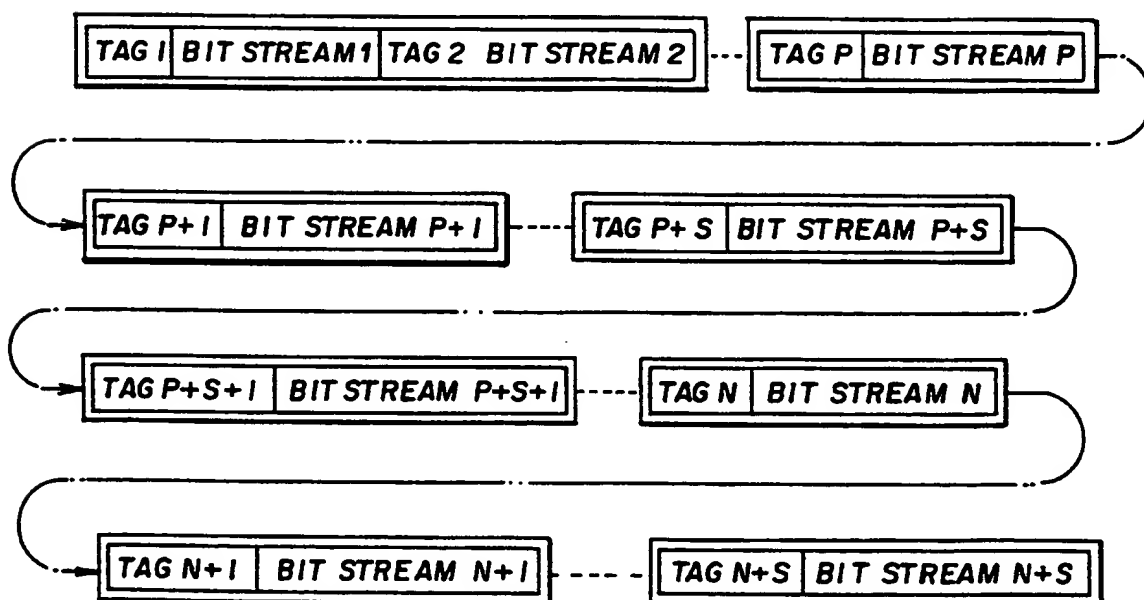 TAG 1 BIT STREAM 1 TAG 2 BIT STREAM 2 TAG P BIT STREAM P
TAG P+1 BIT STREAM P+1 TAG P+S BIT STREAM P+S
TAG P+S+1 BIT STREAM P+S+1 TAG N BIT STREAM N
TAG N+1 BIT STREAM N+1 TAG N+S BIT STREAM N+S